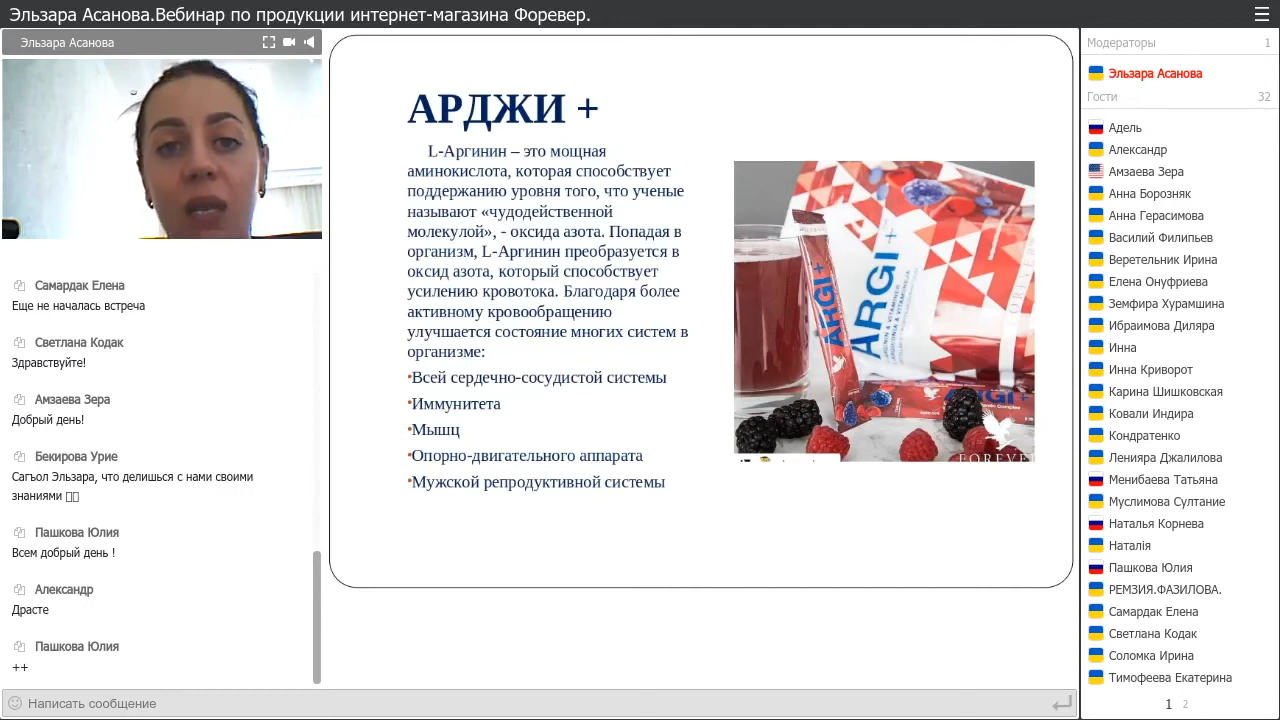 Эльзара Асанова.Вебинар по продукции интернет-магазина Форевер.
Эльзара Асанова
Самардак Елена
Еще не началась встреча
Светлана Кодак
Здравствуйте!
Амзаева Зера
Добрый день!
Бекирова Урие
Сагъол Эльзара, что делишься с нами своими
знаниями
Пашкова Юлия
Всем добрый день !
Александр
Драсте
Пашкова Юлия
++
Написать сообщение
АРДЖИ +
L-Аргинин – это мощная
аминокислота, которая способствует
поддержанию уровня того, что ученые
называют «чудодейственной
молекулой», - оксида азота. Попадая в
организм, L-Аргинин преобразуется в
оксид азота, который способствует
усилению кровотока. Благодаря более
активному кровообращению
улучшается состояние многих систем в
организме:
•Всей сердечно-сосудистой системы
•Иммунитета
•Мышц
•Опорно-двигательного аппарата
•Мужской репродуктивной системы
ARGI+
ARGI+
ARGI+
FOREVE
Модераторы 1
Эльзара Асанова
Гости 32
Адель
Александр
Амзаева Зера
Анна Борозняк
Анна Герасимова
Василий Филипьев
Веретельник Ирина
Елена Онуфриева
Земфира Хурамшина
Ибраимова Диляра
Инна
Инна Криворот
Карина Шишковская
Ковали Индира
Кондратенко
Ленияра Джалилова
Менибаева Татьяна
Муслимова Султание
Наталья Корнева
Наталія
Пашкова Юлия
РЕМЗИЯ.ФАЗИЛОВА.
Самардак Елена
Светлана Кодак
Соломка Ирина
Тимофеева Екатерина
1 2